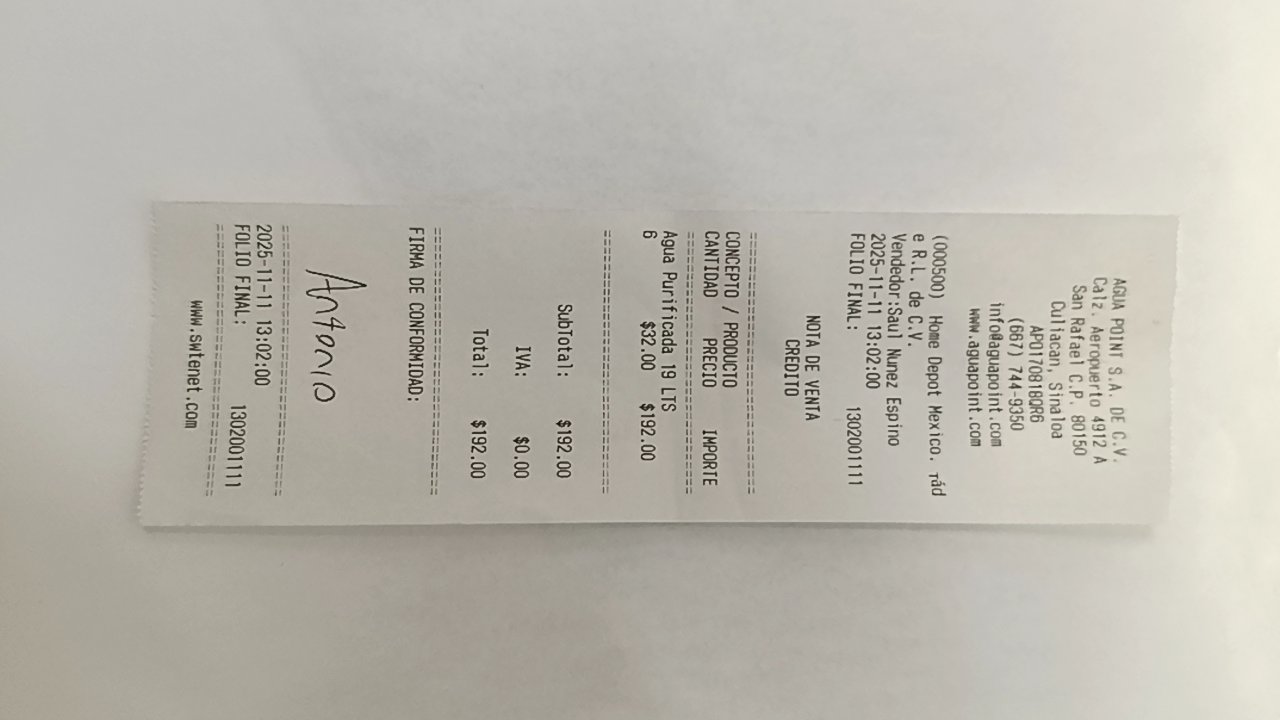 AGUA POINT S.A. DE C.V.
Calz. Aeropuerto 4912 A
San Rafael C.P. 80150
Culiacan, Sinaloa
APO170818QR6
(667) 744-9350
info@aguapoint.com
www.aguapoint.com
(000500) Home Depot Mexico, rád
e R.L. de C.V.
Vendedor:Saul Nunez Espino
2025-11-11 13:02:00
FOLIO FINAL: 1302001111
NOTA DE VENTA
CREDITO
CONCEPTO / PRODUCTO
CANTIDAD PRECIO IMPORTE
Agua Purificada 19 LTS
6 $32.00 $192.00
SubTotal: $192.00
IVA: $0.00
Total: $192.00
FIRMA DE CONFORMIDAD:
Antonio
2025-11-11 13:02:00
FOLIO FINAL: 1302001111
www.swtenet.com